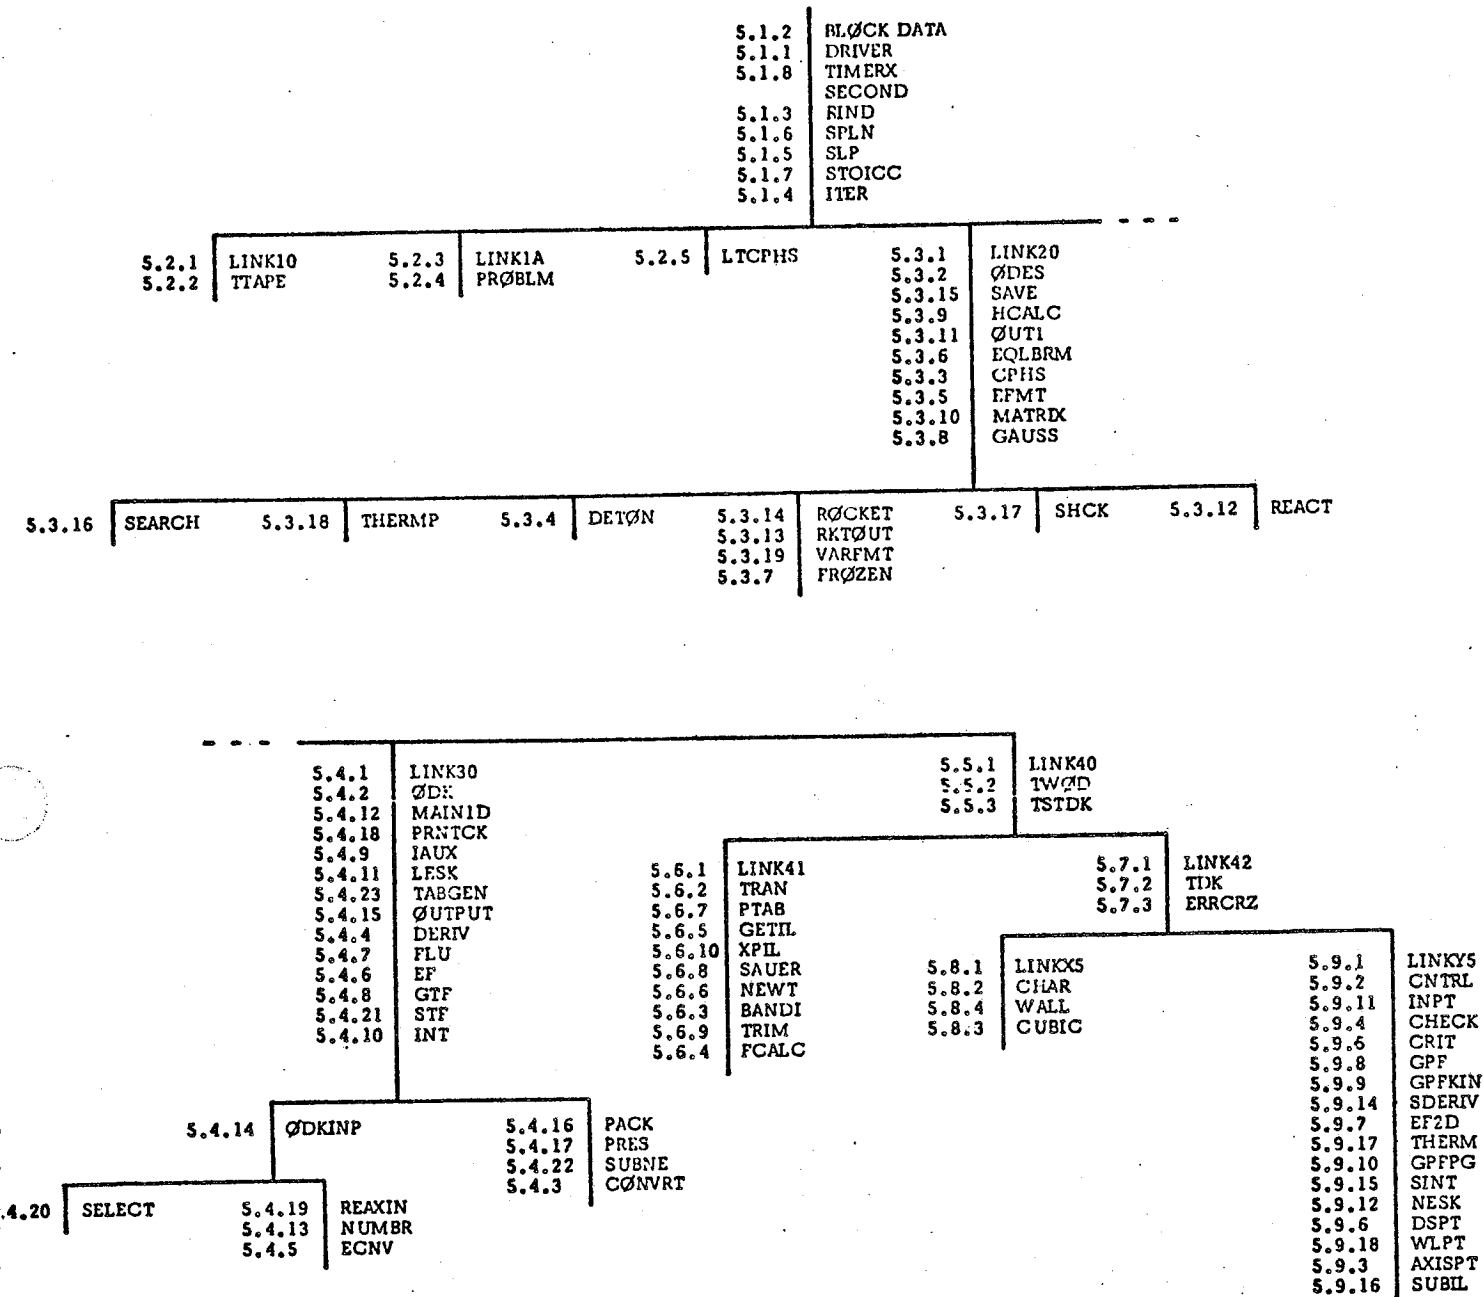 5.1.2 BLØCK DATA
5.1.1 DRIVER
5.1.8 TIMERX
SECOND
5.1.3 RIND
5.1.6 SPLN
5.1.5 SLP
5.1.7 STOICC
5.1.4 ITER
5.2.1 LINK10
5.2.2 TTAPE
5.2.3 LINK1A
5.2.4 PRØBLM
5.2.5 LTCPHS
5.3.1 LINK20
5.3.2 ØDES
5.3.15 SAVE
5.3.9 HCALC
5.3.11 ØUT1
5.3.6 EQLBRM
5.3.3 CPHS
5.3.5 EFMT
5.3.10 MATRIX
5.3.8 GAUSS
5.3.16 SEARCH
5.3.18 THERMP
5.3.4 DETØN
5.3.14 RØCKET
5.3.13 RKTØUT
5.3.19 VARFMT
5.3.7 FRØZEN
5.3.17 SHCK
5.3.12 REACT
5.4.1 LINK30
5.4.2 ØDK
5.4.12 MAIN1D
5.4.18 PRNTCK
5.4.9 IAUX
5.4.11 LESK
5.4.23 TABGEN
5.4.15 ØUTPUT
5.4.4 DERIV
5.4.7 FLU
5.4.6 EF
5.4.8 GTF
5.4.21 STF
5.4.10 INT
5.4.14 ØDKINP
5.4.16 PACK
5.4.17 PRES
5.4.22 SUBNE
5.4.3 CØNVRT
.4.20 SELECT
5.4.19 REAXIN
5.4.13 NUMBR
5.4.5 ECNV
5.5.1 LINK40
5.5.2 TWØD
5.5.3 TSTDK
5.6.1 LINK41
5.6.2 TRAN
5.6.7 PTAB
5.6.5 GETIL
5.6.10 XPIL
5.6.8 SAUER
5.6.6 NEWT
5.6.3 BANDI
5.6.9 TRIM
5.6.4 FCALC
5.7.1 LINK42
5.7.2 TDK
5.7.3 ERRCRZ
5.8.1 LINKX5
5.8.2 CHAR
5.8.4 WALL
5.8.3 CUBIC
5.9.1 LINKY5
5.9.2 CNTRL
5.9.11 INPT
5.9.4 CHECK
5.9.5 CRIT
5.9.8 GPF
5.9.9 GPFKIN
5.9.14 SDERIV
5.9.7 EF2D
5.9.17 THERM
5.9.10 GPFPG
5.9.15 SINT
5.9.12 NESK
5.9.6 DSPT
5.9.18 WLPT
5.9.3 AXISPT
5.9.16 SUBIL